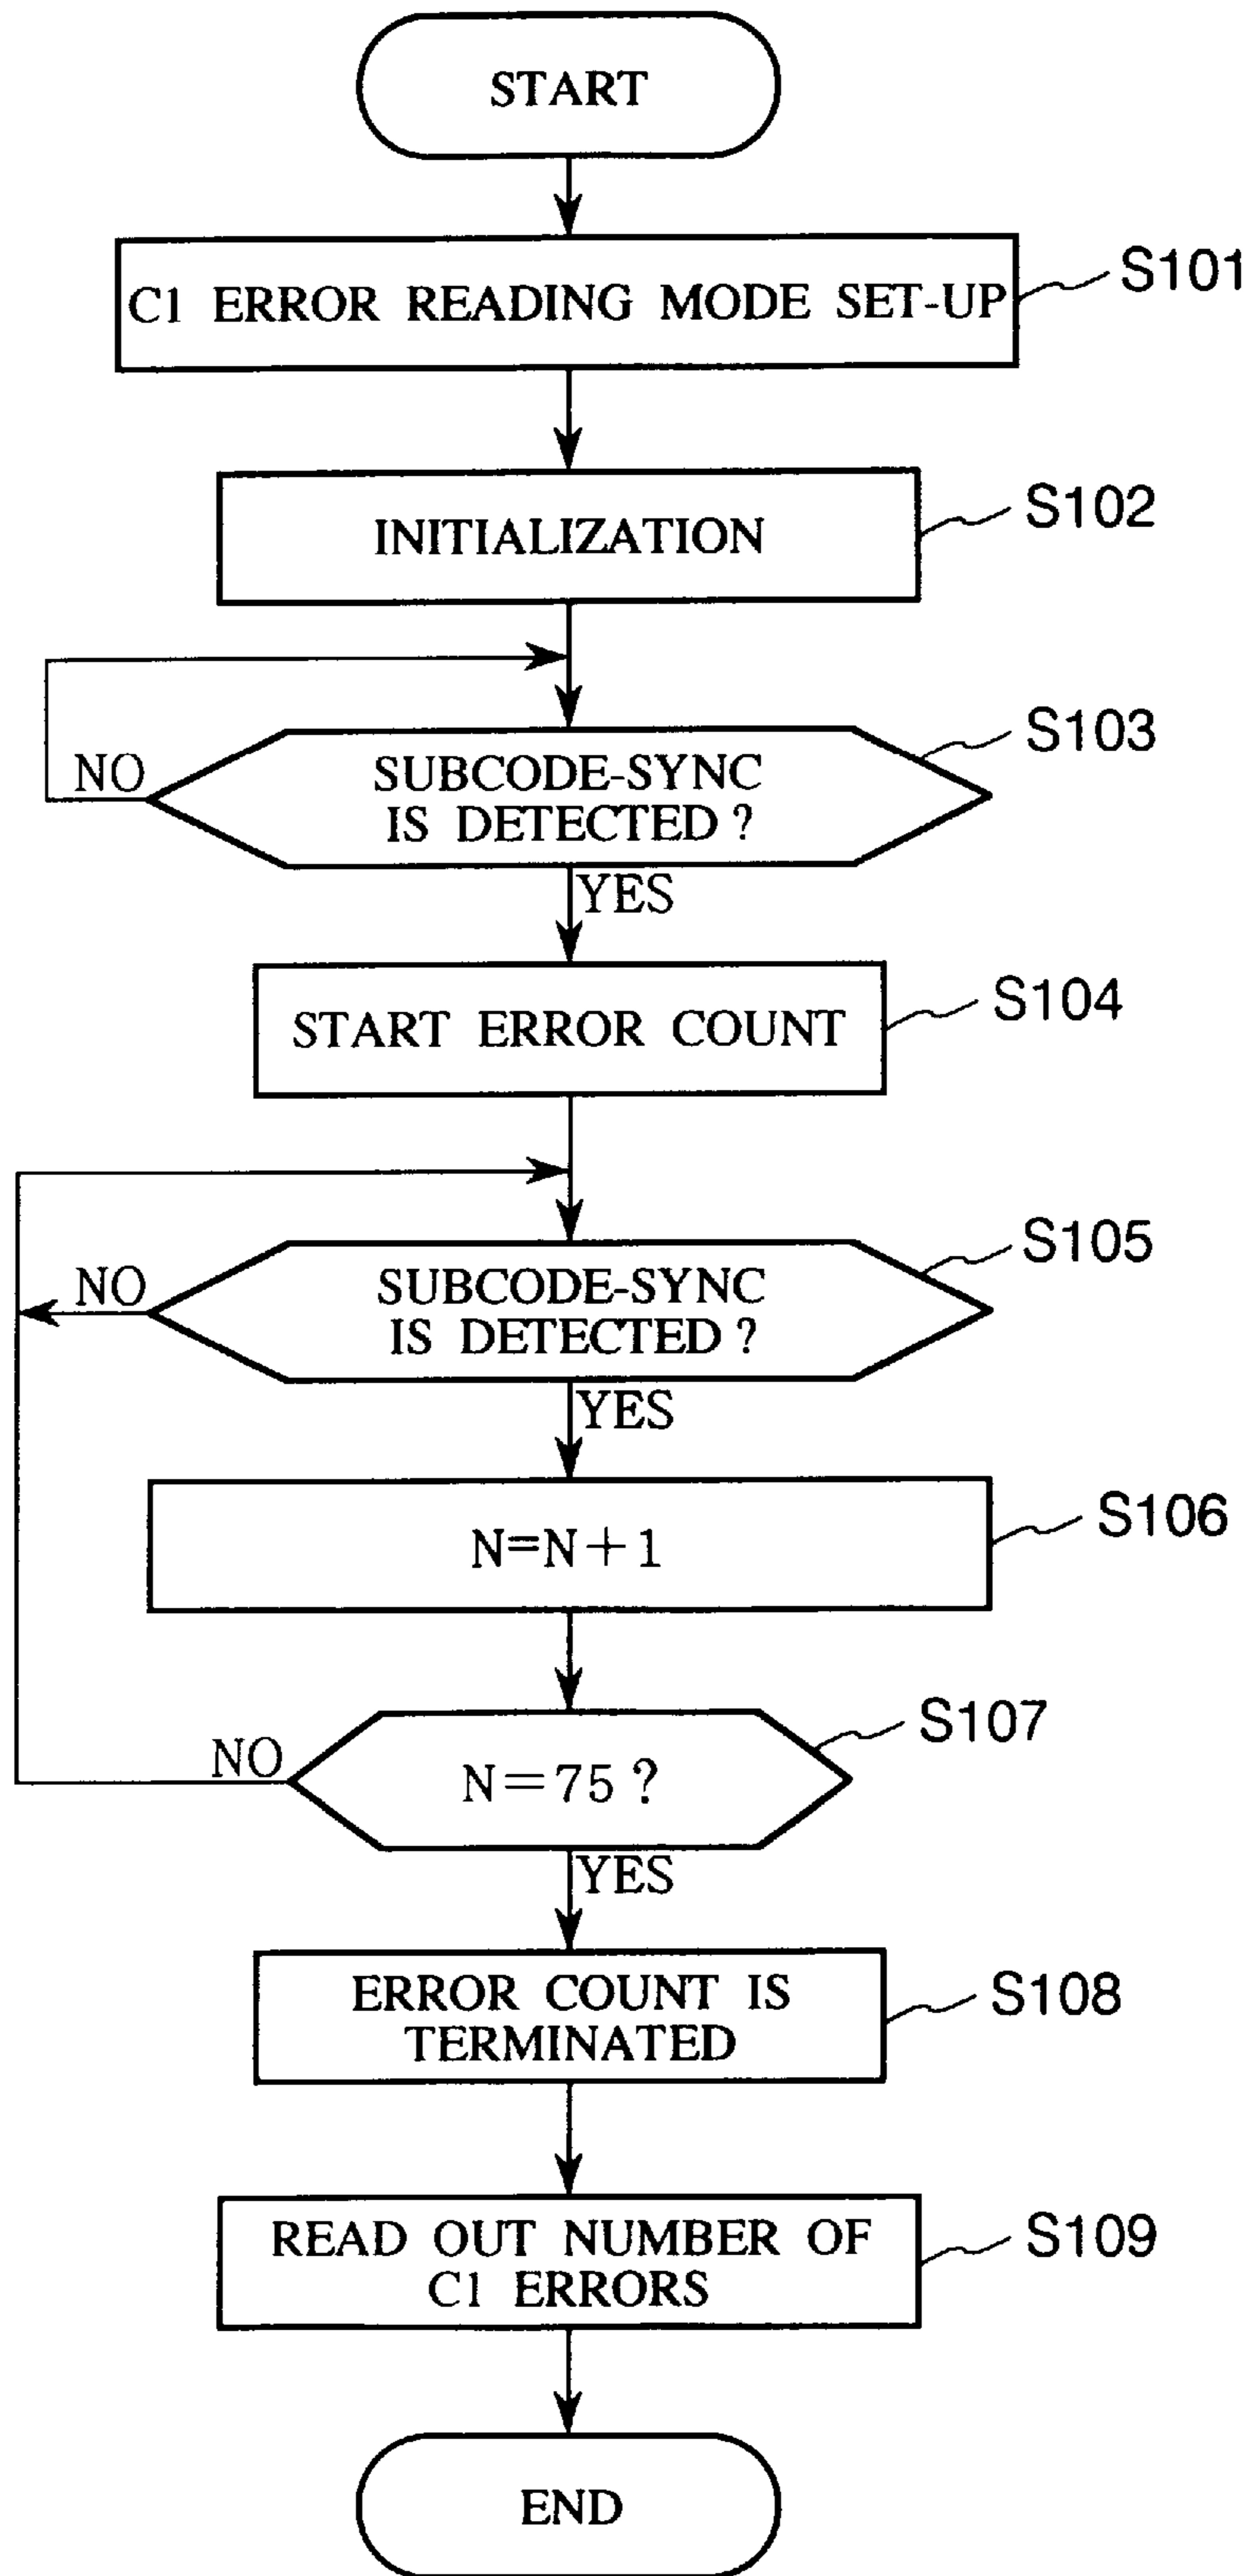 START
C1 ERROR READING MODE SET-UP
S101
INITIALIZATION
S102
SUBCODE-SYNC
IS DETECTED ?
S103
NO
YES
START ERROR COUNT
S104
SUBCODE-SYNC
IS DETECTED ?
S105
NO
YES
N=N+1
S106
N=75 ?
S107
NO
YES
ERROR COUNT IS
TERMINATED
S108
READ OUT NUMBER OF
C1 ERRORS
S109
END